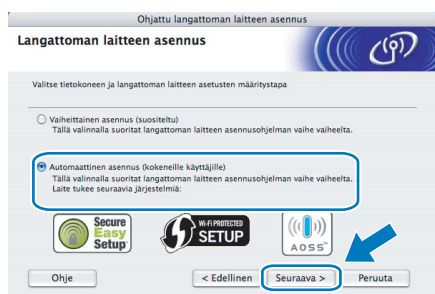 Ohjattu langattoman laitteen asennus
Langattoman laitteen asennus
Valitse tietokoneen ja langattoman laitteen asetusten määritystapa
Vaiheittainen asennus (suositeltu)
Tällä valinnalla suoritat langattoman laitteen asennusohjelman vaihe vaiheelta.
Automaattinen asennus (kokeneille käyttäjille)
Tällä valinnalla suoritat langattoman laitteen asennusohjelman vaihe vaiheelta.
Laite tukee seuraavia järjestelmiä:
Secure
Easy
Setup
Wi-Fi PROTECTED
SETUP
AOSS™
Ohje
< Edellinen
Seuraava >
Peruuta